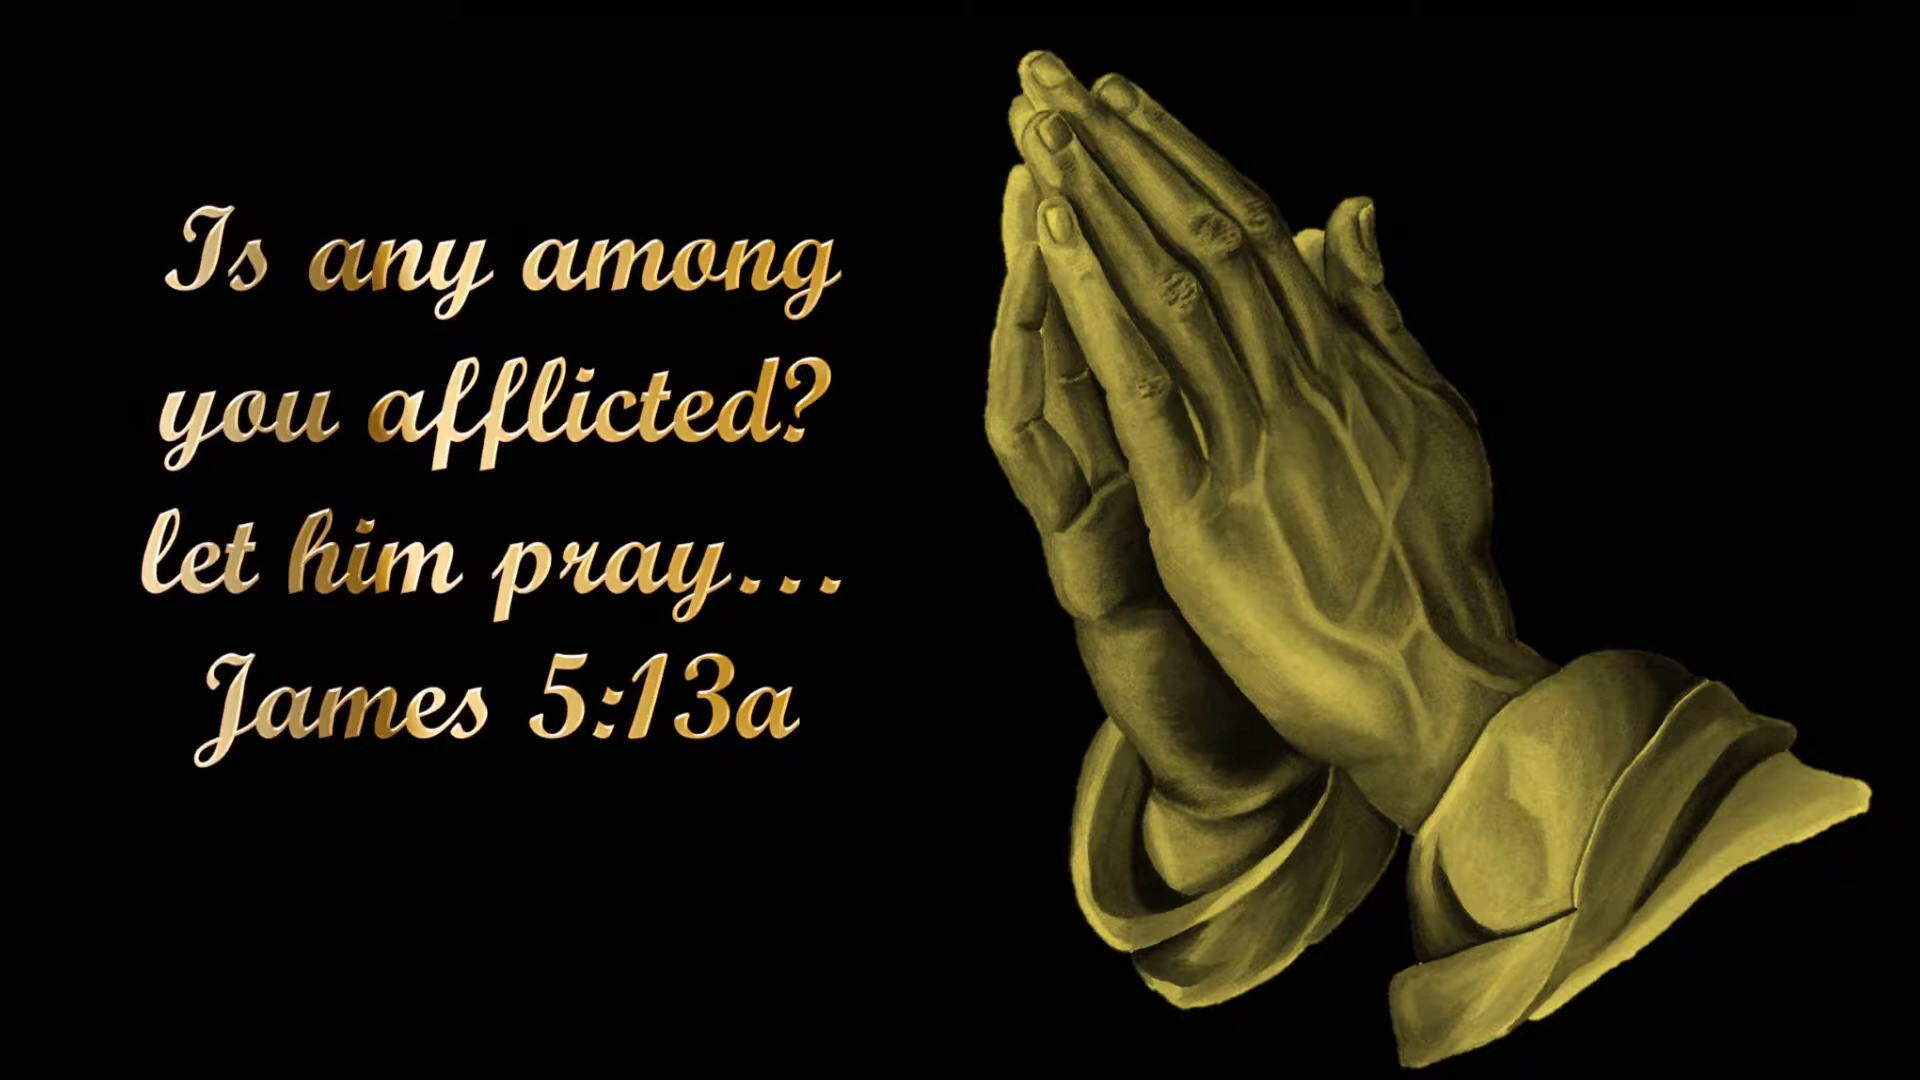 Is any among
you afflicted?
let him pray...
James 5:13a